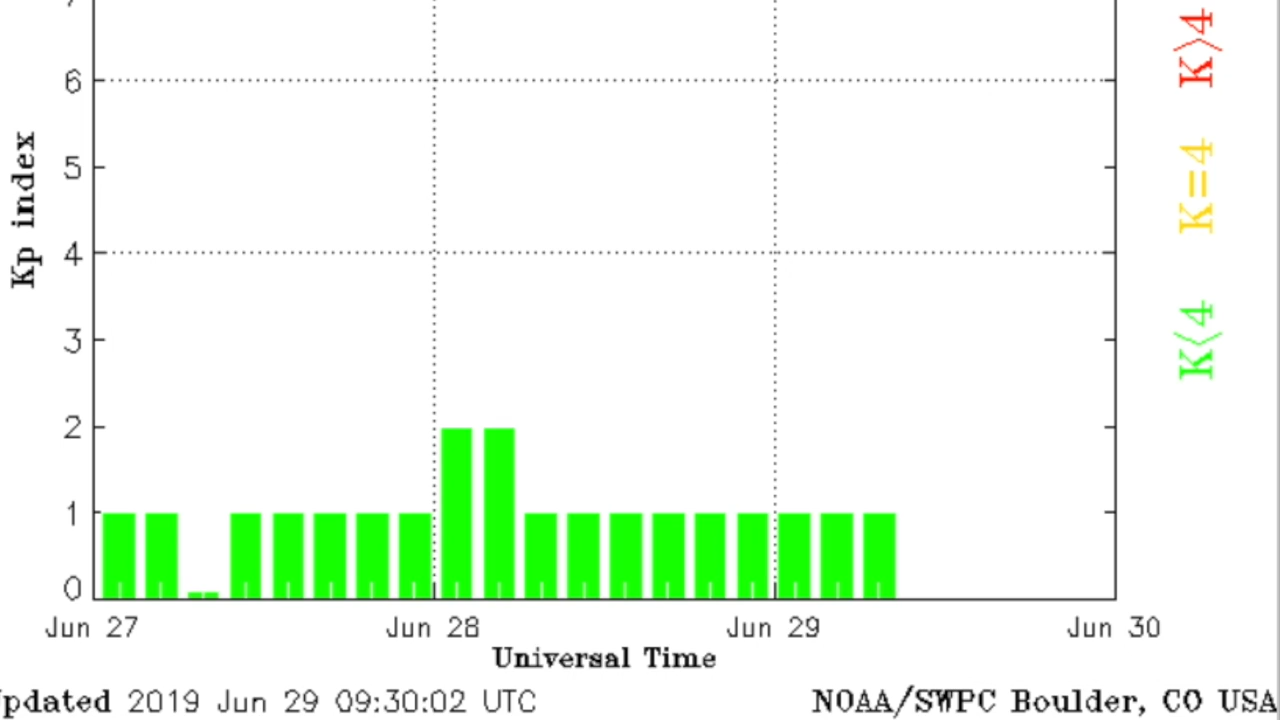 7
6
5
4
3
2
1
0
Kp index
Jun 27 Jun 28 Jun 29 Jun 30
Universal Time
pdated 2019 Jun 29 09:30:02 UTC
NOAA/SWPC Boulder, CO USA
K>4
K=4
K<4